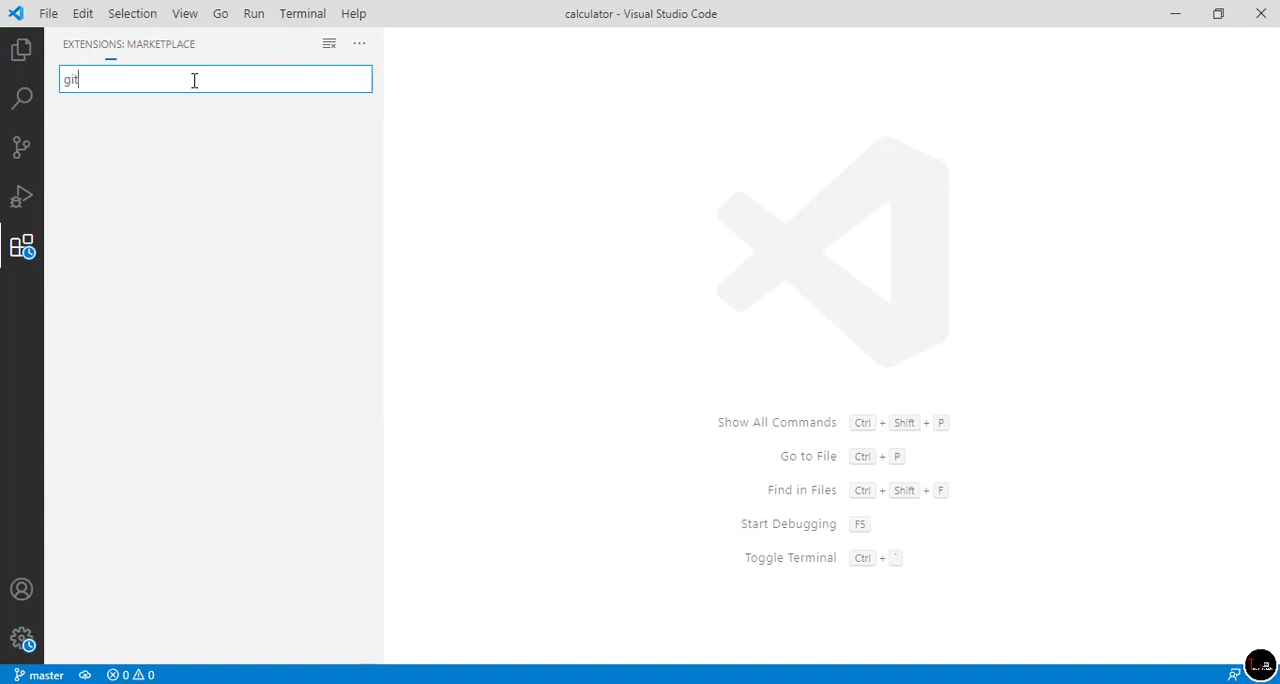 File Edit Selection View Go Run Terminal Help
calculator - Visual Studio Code
EXTENSIONS: MARKETPLACE
git
Show All Commands Ctrl + Shift + P
Go to File Ctrl + P
Find in Files Ctrl + Shift + F
Start Debugging F5
Toggle Terminal Ctrl + `
master 0 0